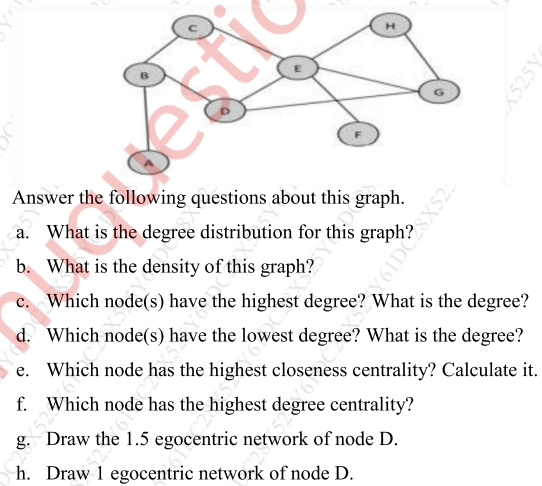 C
H
B
E
G
D
F
A
Answer the following questions about this graph.
a. What is the degree distribution for this graph?
b. What is the density of this graph?
c. Which node(s) have the highest degree? What is the degree?
d. Which node(s) have the lowest degree? What is the degree?
e. Which node has the highest closeness centrality? Calculate it.
f. Which node has the highest degree centrality?
g. Draw the 1.5 egocentric network of node D.
h. Draw 1 egocentric network of node D.